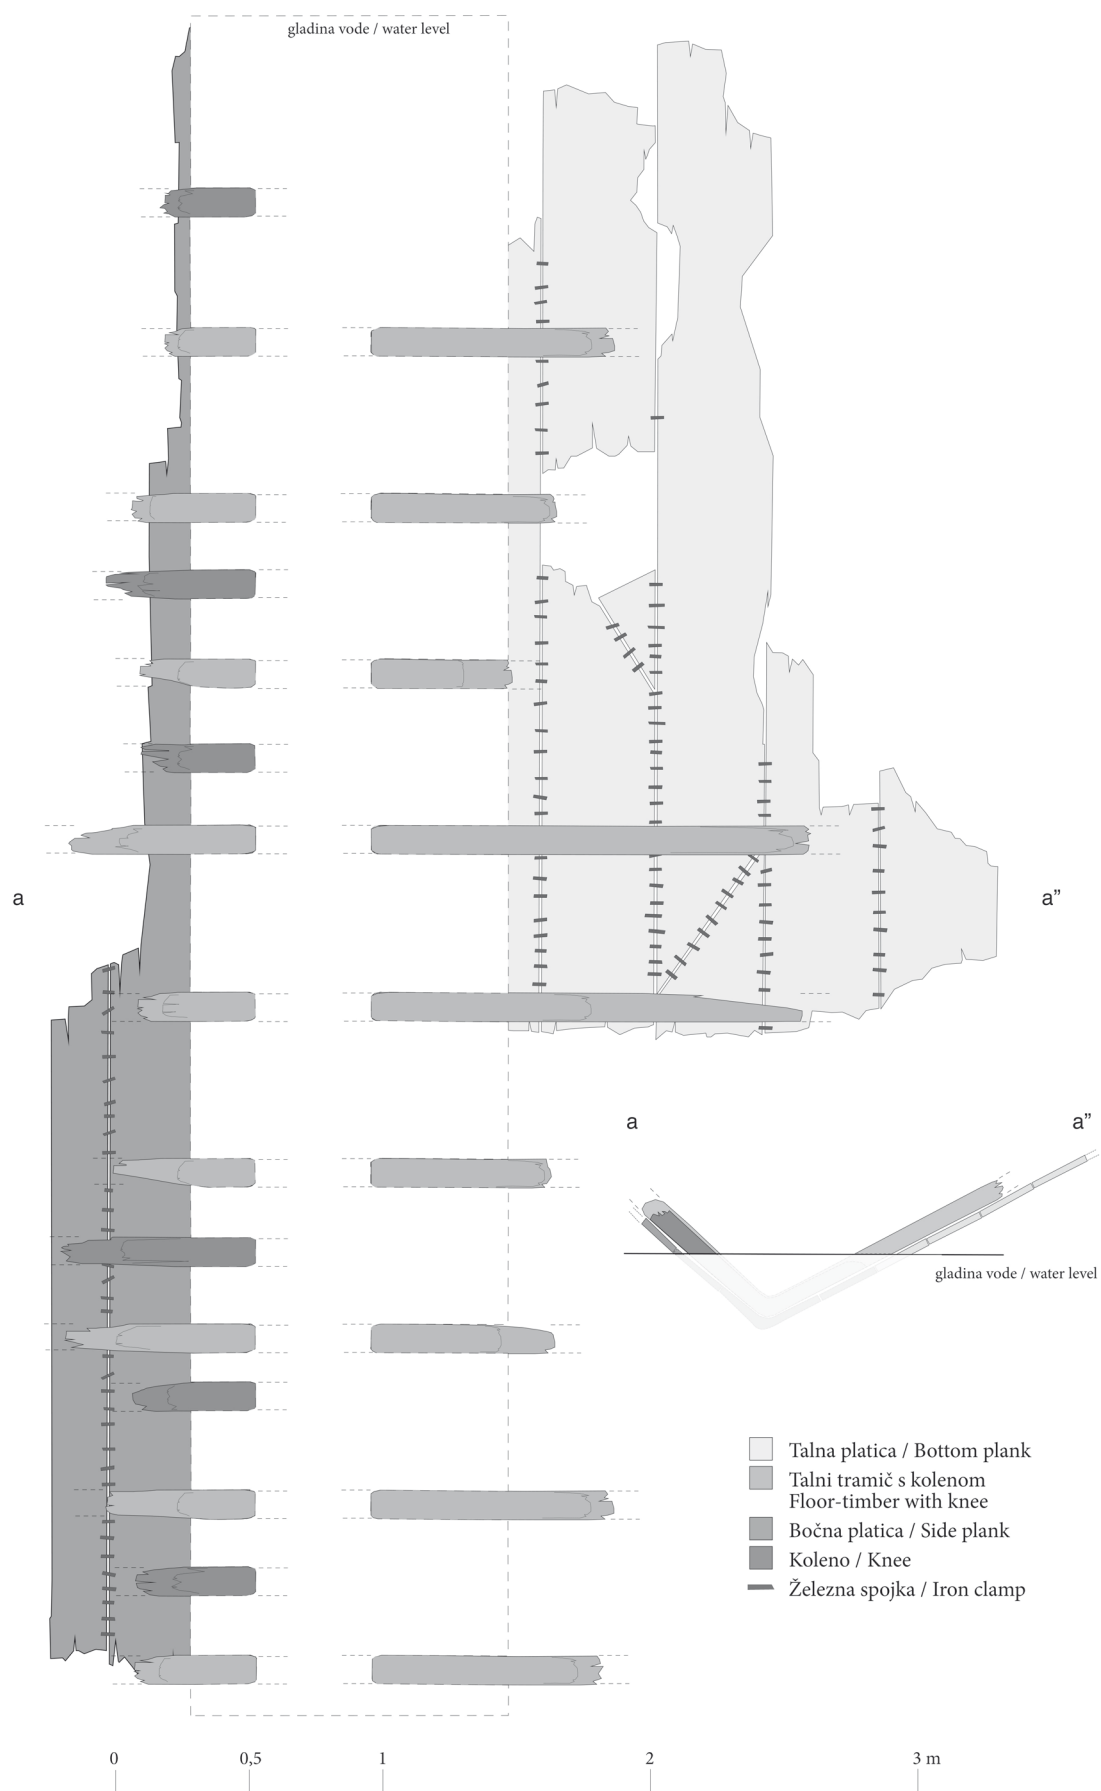 gladina vode / water level
a
a”
a
a”
gladina vode / water level
Talna platica / Bottom plank
Talni tramič s kolenom
Floor-timber with knee
Bočna platica / Side plank
Koleno / Knee
Železna spojka / Iron clamp
0 0,5 1 2 3 m